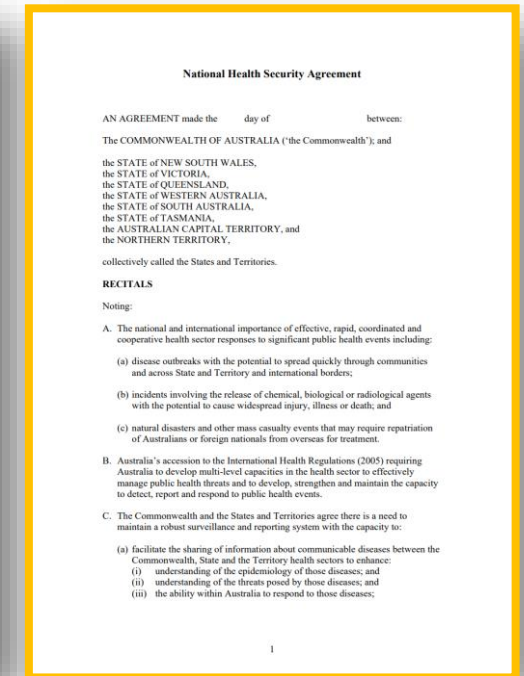 National Health Security Agreement
AN AGREEMENT made the day of between:
The COMMONWEALTH OF AUSTRALIA (‘the Commonwealth’); and
the STATE of NEW SOUTH WALES,
the STATE of VICTORIA,
the STATE of QUEENSLAND,
the STATE of WESTERN AUSTRALIA,
the STATE of SOUTH AUSTRALIA,
the STATE of TASMANIA,
the AUSTRALIAN CAPITAL TERRITORY, and
the NORTHERN TERRITORY,
collectively called the States and Territories.
RECITALS
Noting:
A. The national and international importance of effective, rapid, coordinated and
cooperative health sector responses to significant public health events including:
(a) disease outbreaks with the potential to spread quickly through communities
and across State and Territory and international borders;
(b) incidents involving the release of chemical, biological or radiological agents
with the potential to cause widespread injury, illness or death; and
(c) natural disasters and other mass casualty events that may require repatriation
of Australians or foreign nationals from overseas for treatment.
B. Australia’s accession to the International Health Regulations (2005) requiring
Australia to develop multi-level capacities in the health sector to effectively
manage public health threats and to develop, strengthen and maintain the capacity
to detect, report and respond to public health events.
C. The Commonwealth and the States and Territories agree there is a need to
maintain a robust surveillance and reporting system with the capacity to:
(a) facilitate the sharing of information about communicable diseases between the
Commonwealth, State and the Territory health sectors to enhance:
(i) understanding of the epidemiology of those diseases; and
(ii) understanding of the threats posed by those diseases; and
(iii) the ability within Australia to respond to those diseases;
1